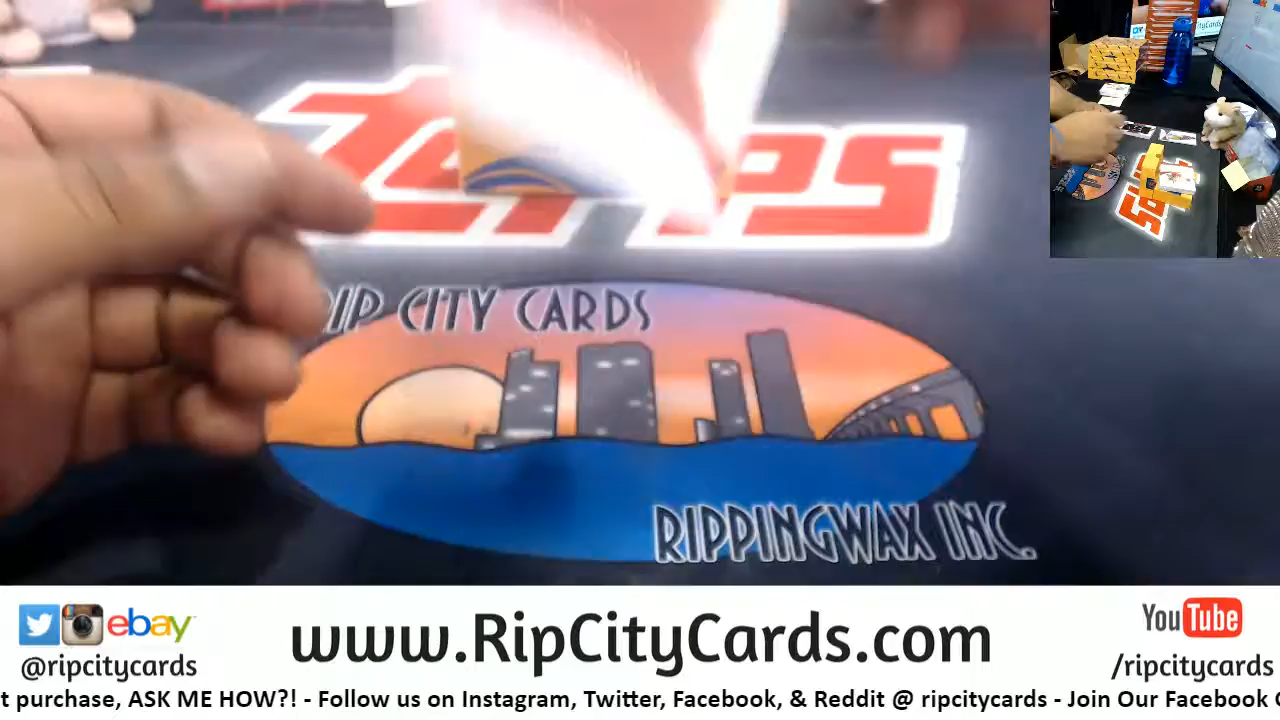 RIP CITY CARDS
RIPPINGWAX INC.
ebay
@ripcitycards
www.RipCityCards.com
YouTube
/ripcitycards
t purchase, ASK ME HOW?! - Follow us on Instagram, Twitter, Facebook, & Reddit @ ripcitycards - Join Our Facebook